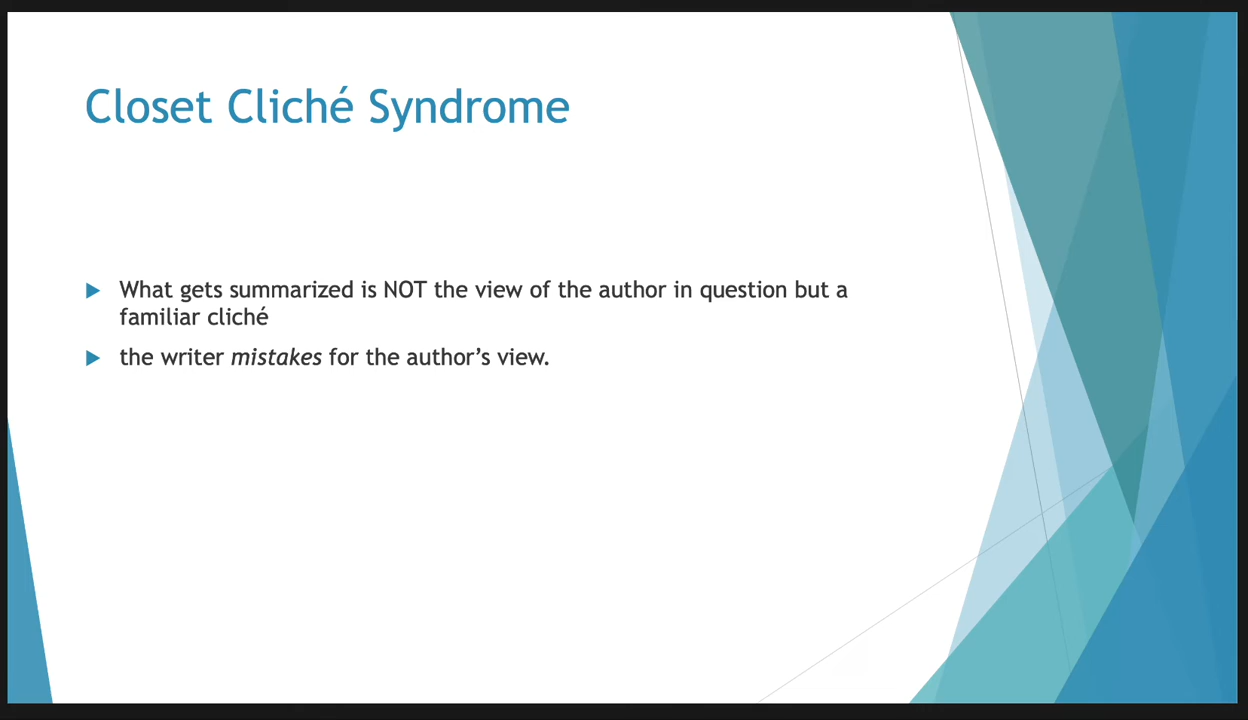 Closet Cliché Syndrome
What gets summarized is NOT the view of the author in question but a
familiar cliché
the writer mistakes for the author’s view.